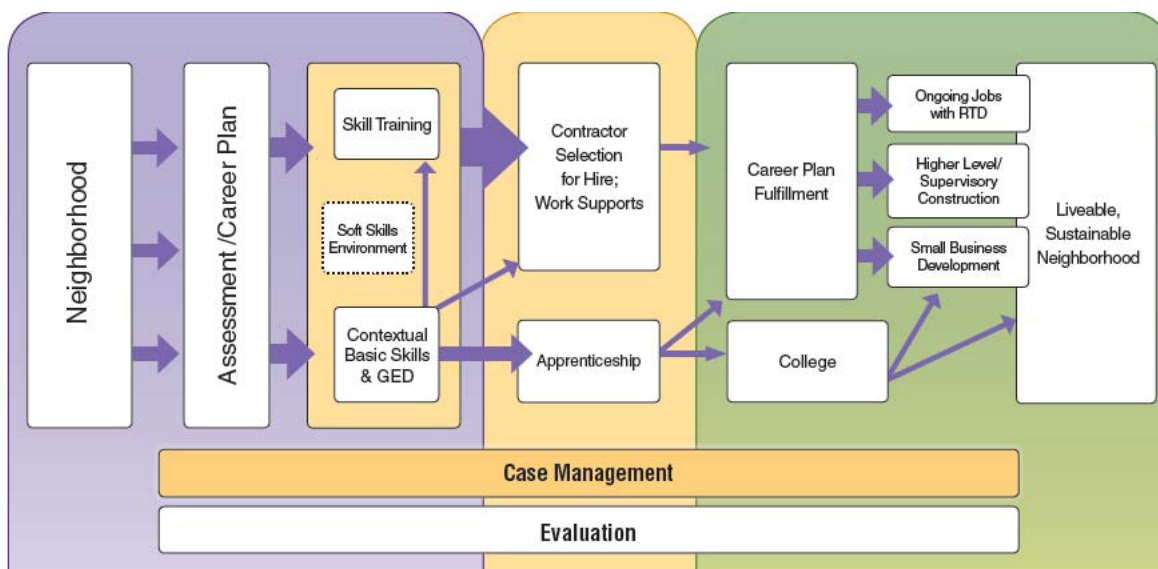 Neighborhood
Assessment /Career Plan
Skill Training
Soft Skills
Environment
Contextual
Basic Skills
& GED
Contractor
Selection
for Hire;
Work Supports
Apprenticeship
Career Plan
Fulfillment
College
Ongoing Jobs
with RTD
Higher Level/
Supervisory
Construction
Small Business
Development
Liveable,
Sustainable
Neighborhood
Case Management
Evaluation